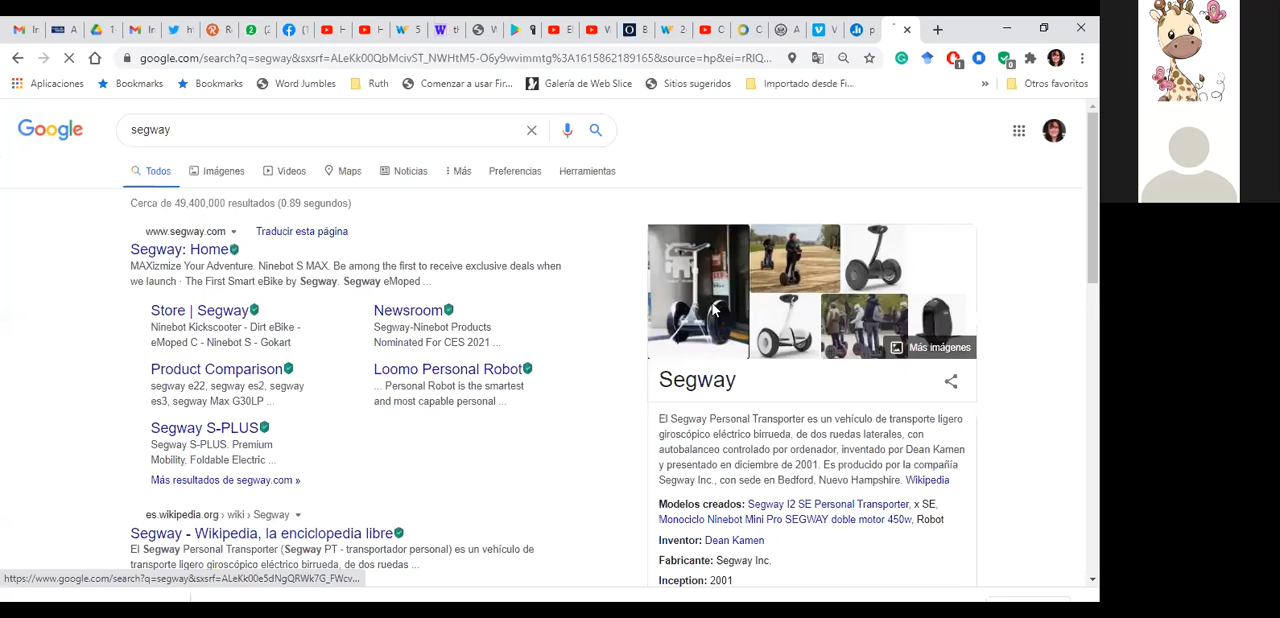 google.com/search?q=segway&sxsrf=ALeKk00QbMcivST_NWHtM5-O6y9wvimmtg%3A1615862189165&source=hp&ei=rRlQ...
Aplicaciones Bookmarks Bookmarks Word Jumbles Ruth Comenzar a usar Fir... Galería de Web Slice Sitios sugeridos Importado desde Fi... » Otros favoritos
Google segway
Todos Imágenes Videos Maps Noticias Más Preferencias Herramientas
Cerca de 49,400,000 resultados (0.89 segundos)
www.segway.com Traducir esta página
Segway: Home
MAXizmize Your Adventure. Ninebot S MAX. Be among the first to receive exclusive deals when
we launch · The First Smart eBike by Segway. Segway eMoped ...
Store | Segway
Ninebot Kickscooter - Dirt eBike -
eMoped C - Ninebot S - Gokart
Newsroom
Segway-Ninebot Products
Nominated For CES 2021 ...
Product Comparison
segway e22, segway es2, segway
es3, segway Max G30LP ...
Loomo Personal Robot
... Personal Robot is the smartest
and most capable personal ...
Segway S-PLUS
Segway S-PLUS. Premium
Mobility, Foldable Electric ...
Más resultados de segway.com »
es.wikipedia.org › wiki › Segway
Segway - Wikipedia, la enciclopedia libre
El Segway Personal Transporter (Segway PT - transportador personal) es un vehículo de
transporte ligero giroscópico eléctrico birrueda, de dos ruedas ...
https://www.google.com/search?q=segway&sxsrf=ALeKk00e5dNgQRWk7G_FWcv...
Más imágenes
Segway
El Segway Personal Transporter es un vehículo de transporte ligero
giroscópico eléctrico birrueda, de dos ruedas laterales, con
autobalanceo controlado por ordenador, inventado por Dean Kamen
y presentado en diciembre de 2001. Es producido por la compañía
Segway Inc., con sede en Bedford, Nuevo Hampshire. Wikipedia
Modelos creados: Segway I2 SE Personal Transporter, x SE,
Monociclo Ninebot Mini Pro SEGWAY doble motor 450w, Robot
Inventor: Dean Kamen
Fabricante: Segway Inc.
Inception: 2001